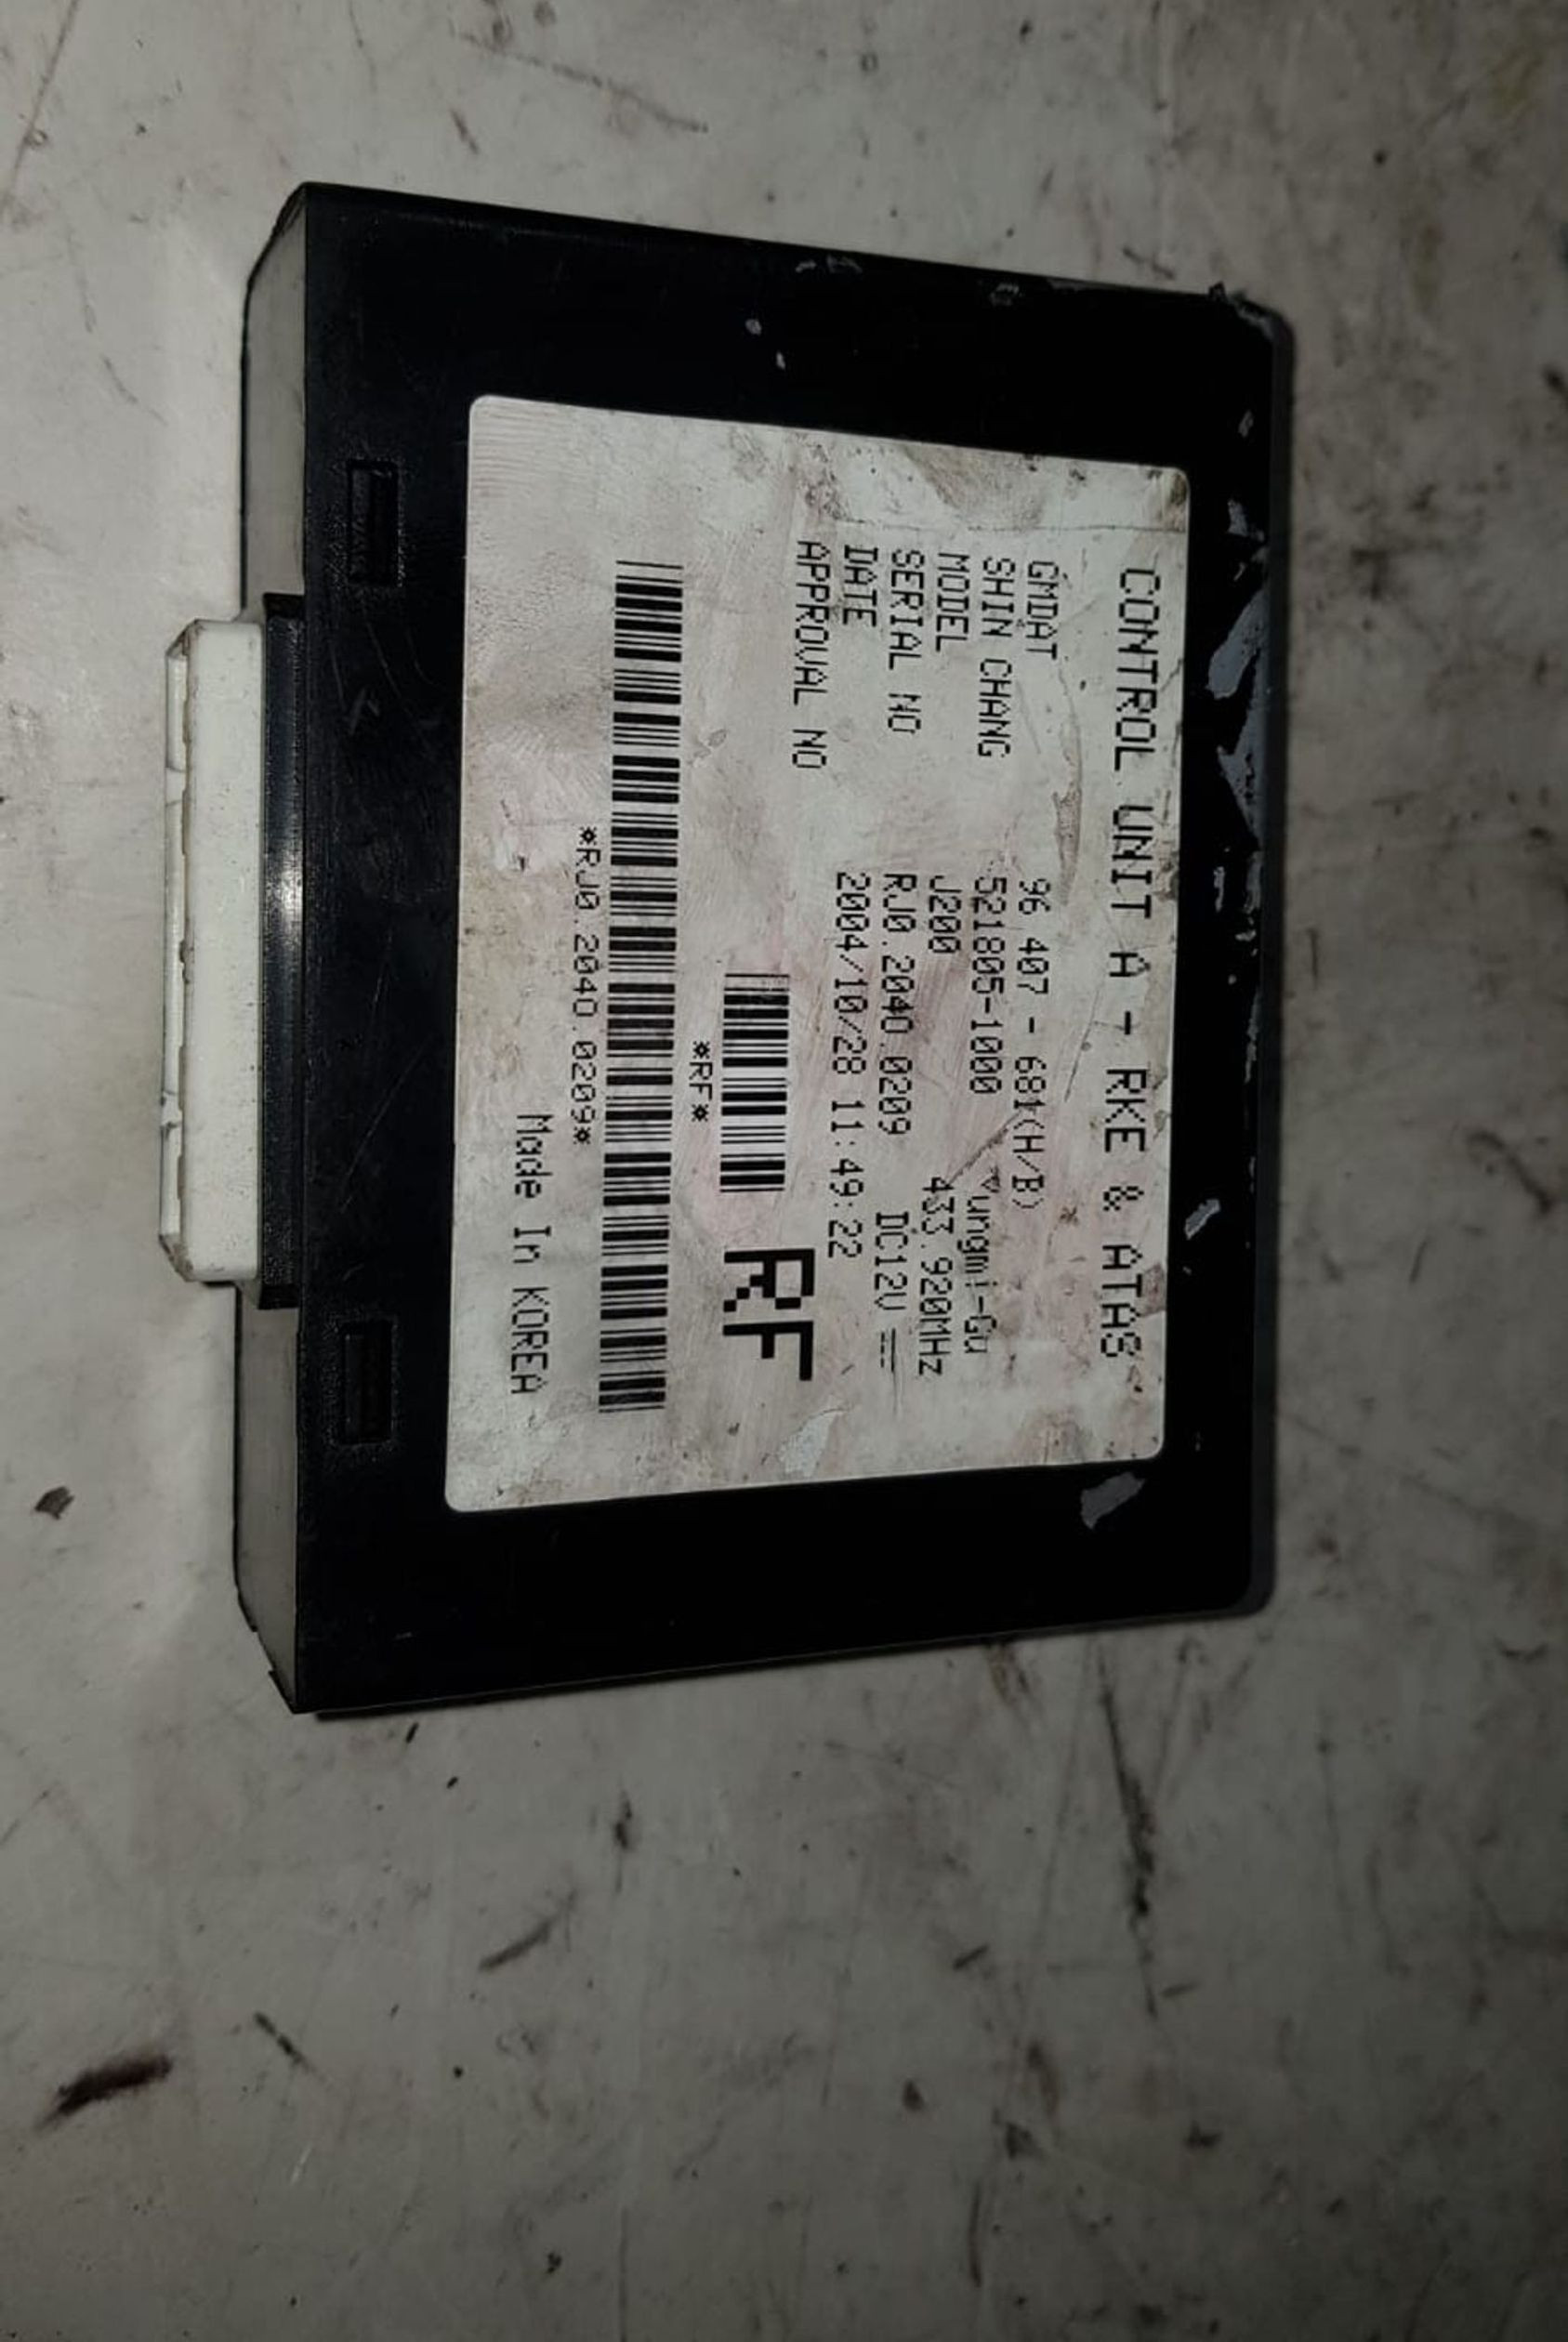 CONTROL UNIT A - RKE & ATAS
GMDAT 96 407 - 681(H/B)
SHIN CHANG 521805-1000 ungmi-Gu
MODEL J200 433.920MHz
SERIAL NO RJ0.2040.0209 DC12V
DATE 2004/10/28 11:49:22
APPROVAL NO
RF
*RF*
*RJ0.2040.0209*
Made In KOREA